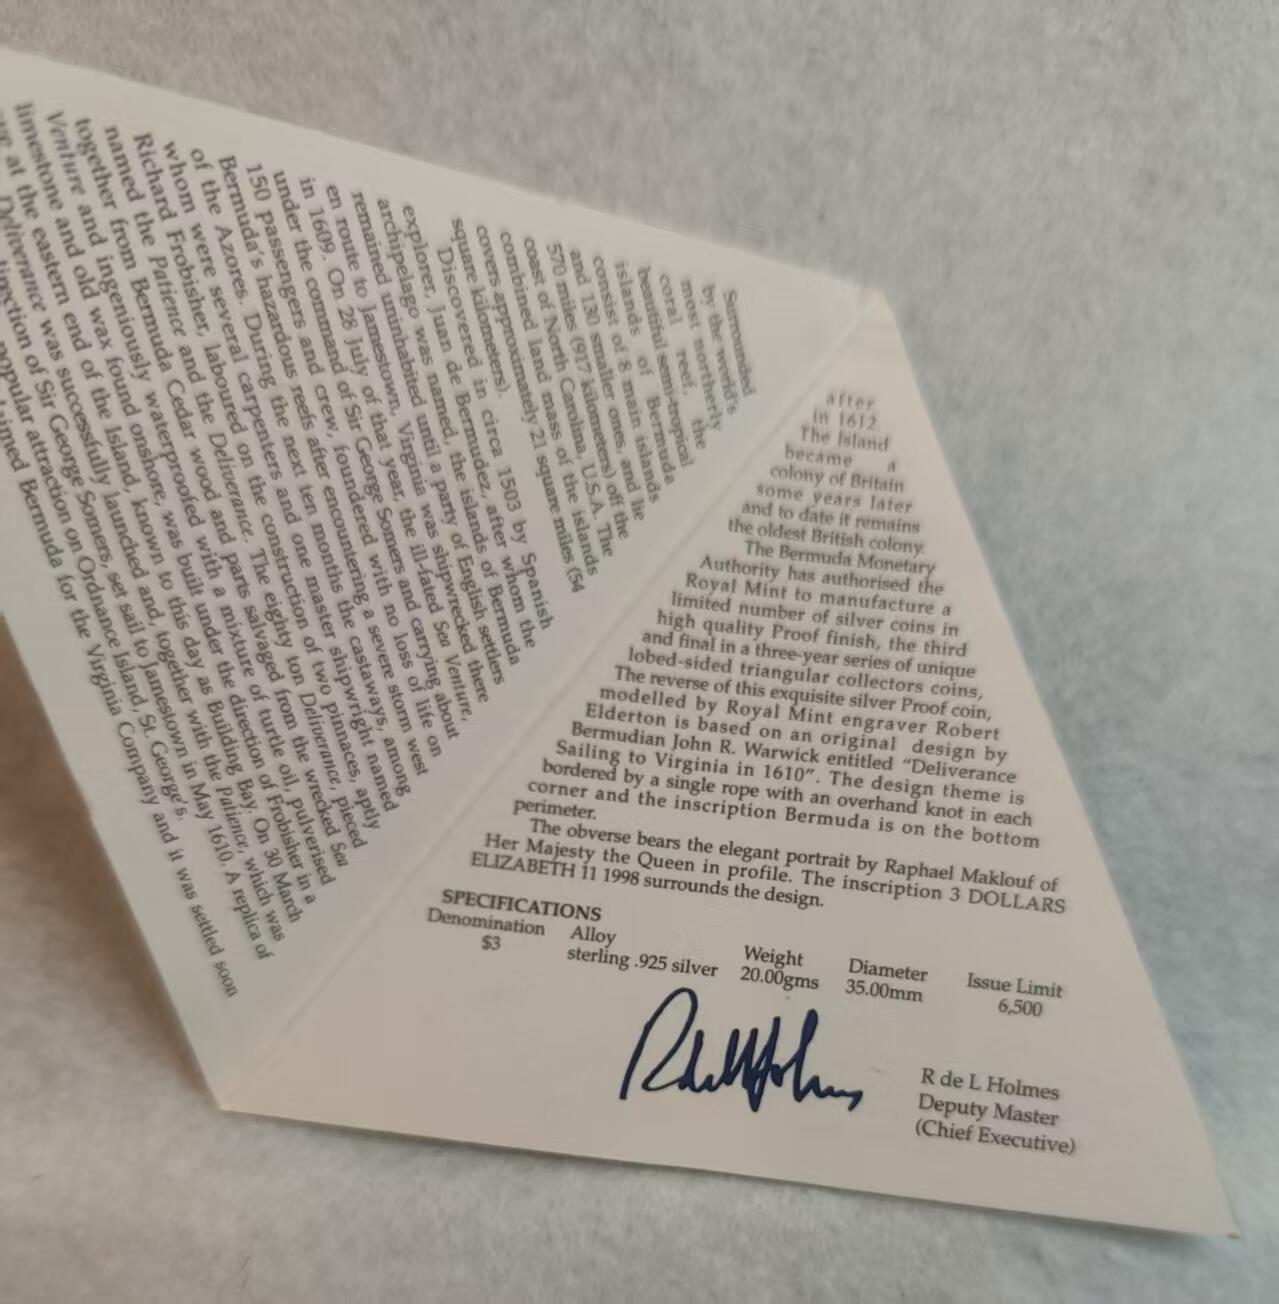 Surrounded
by the world's
most northerly
coral reef, the
beautiful semi-tropical
islands of Bermuda
consist of 8 main islands
and 130 smaller ones, and lie
570 miles (917 kilometers) off the
coast of North Carolina, U.S.A. The
combined land mass of the islands
covers approximately 21 square miles (54
square kilometers).
Discovered in circa 1503 by Spanish
explorer, Juan de Bermudez, after whom the
archipelago was named, the islands of Bermuda
remained uninhabited until a party of English settlers
en route to Jamestown, Virginia was shipwrecked there
in 1609. On 28 July of that year, the ill-fated Sea Venture,
under the command of Sir George Somers and carrying about
150 passengers and crew, foundered with no loss of life on
Bermuda's hazardous reefs after encountering a severe storm west
of the Azores. During the next ten months the castaways, among
whom were several carpenters and one master shipwright named
Richard Frobisher, laboured on the construction of two pinnaces, aptly
named the Patience and the Deliverance. The eighty ton Deliverance, pieced
together from Bermuda Cedar wood and parts salvaged from the wrecked Sea
Venture and ingeniously waterproofed with a mixture of turtle oil, pulverised
limestone and old wax found onshore, was built under the direction of Frobisher in a
at the eastern end of the Island, known to this day as Building Bay. On 30 March
Deliverance was successfully launched and, together with the Patience, which was
direction of Sir George Somers, set sail to Jamestown in May 1610. A replica of
popular attraction on Ordnance Island, St. George's.
claimed Bermuda for the Virginia Company and it was settled soon
after
in 1612.
The Island
became a
colony of Britain
some years later
and to date it remains
the oldest British colony.
The Bermuda Monetary
Authority has authorised the
Royal Mint to manufacture a
limited number of silver coins in
high quality Proof finish, the third
and final in a three-year series of unique
lobed-sided triangular collectors coins,
The reverse of this exquisite silver Proof coin,
modelled by Royal Mint engraver Robert
Elderton is based on an original design by
Bermudian John R. Warwick entitled "Deliverance
Sailing to Virginia in 1610". The design theme is
bordered by a single rope with an overhand knot in each
corner and the inscription Bermuda is on the bottom
perimeter.
The obverse bears the elegant portrait by Raphael Maklouf of
Her Majesty the Queen in profile. The inscription 3 DOLLARS
ELIZABETH 11 1998 surrounds the design.
SPECIFICATIONS
Denomination Alloy Weight Diameter Issue Limit
$3 sterling .925 silver 20.00gms 35.00mm 6,500
R de L Holmes
Deputy Master
(Chief Executive)